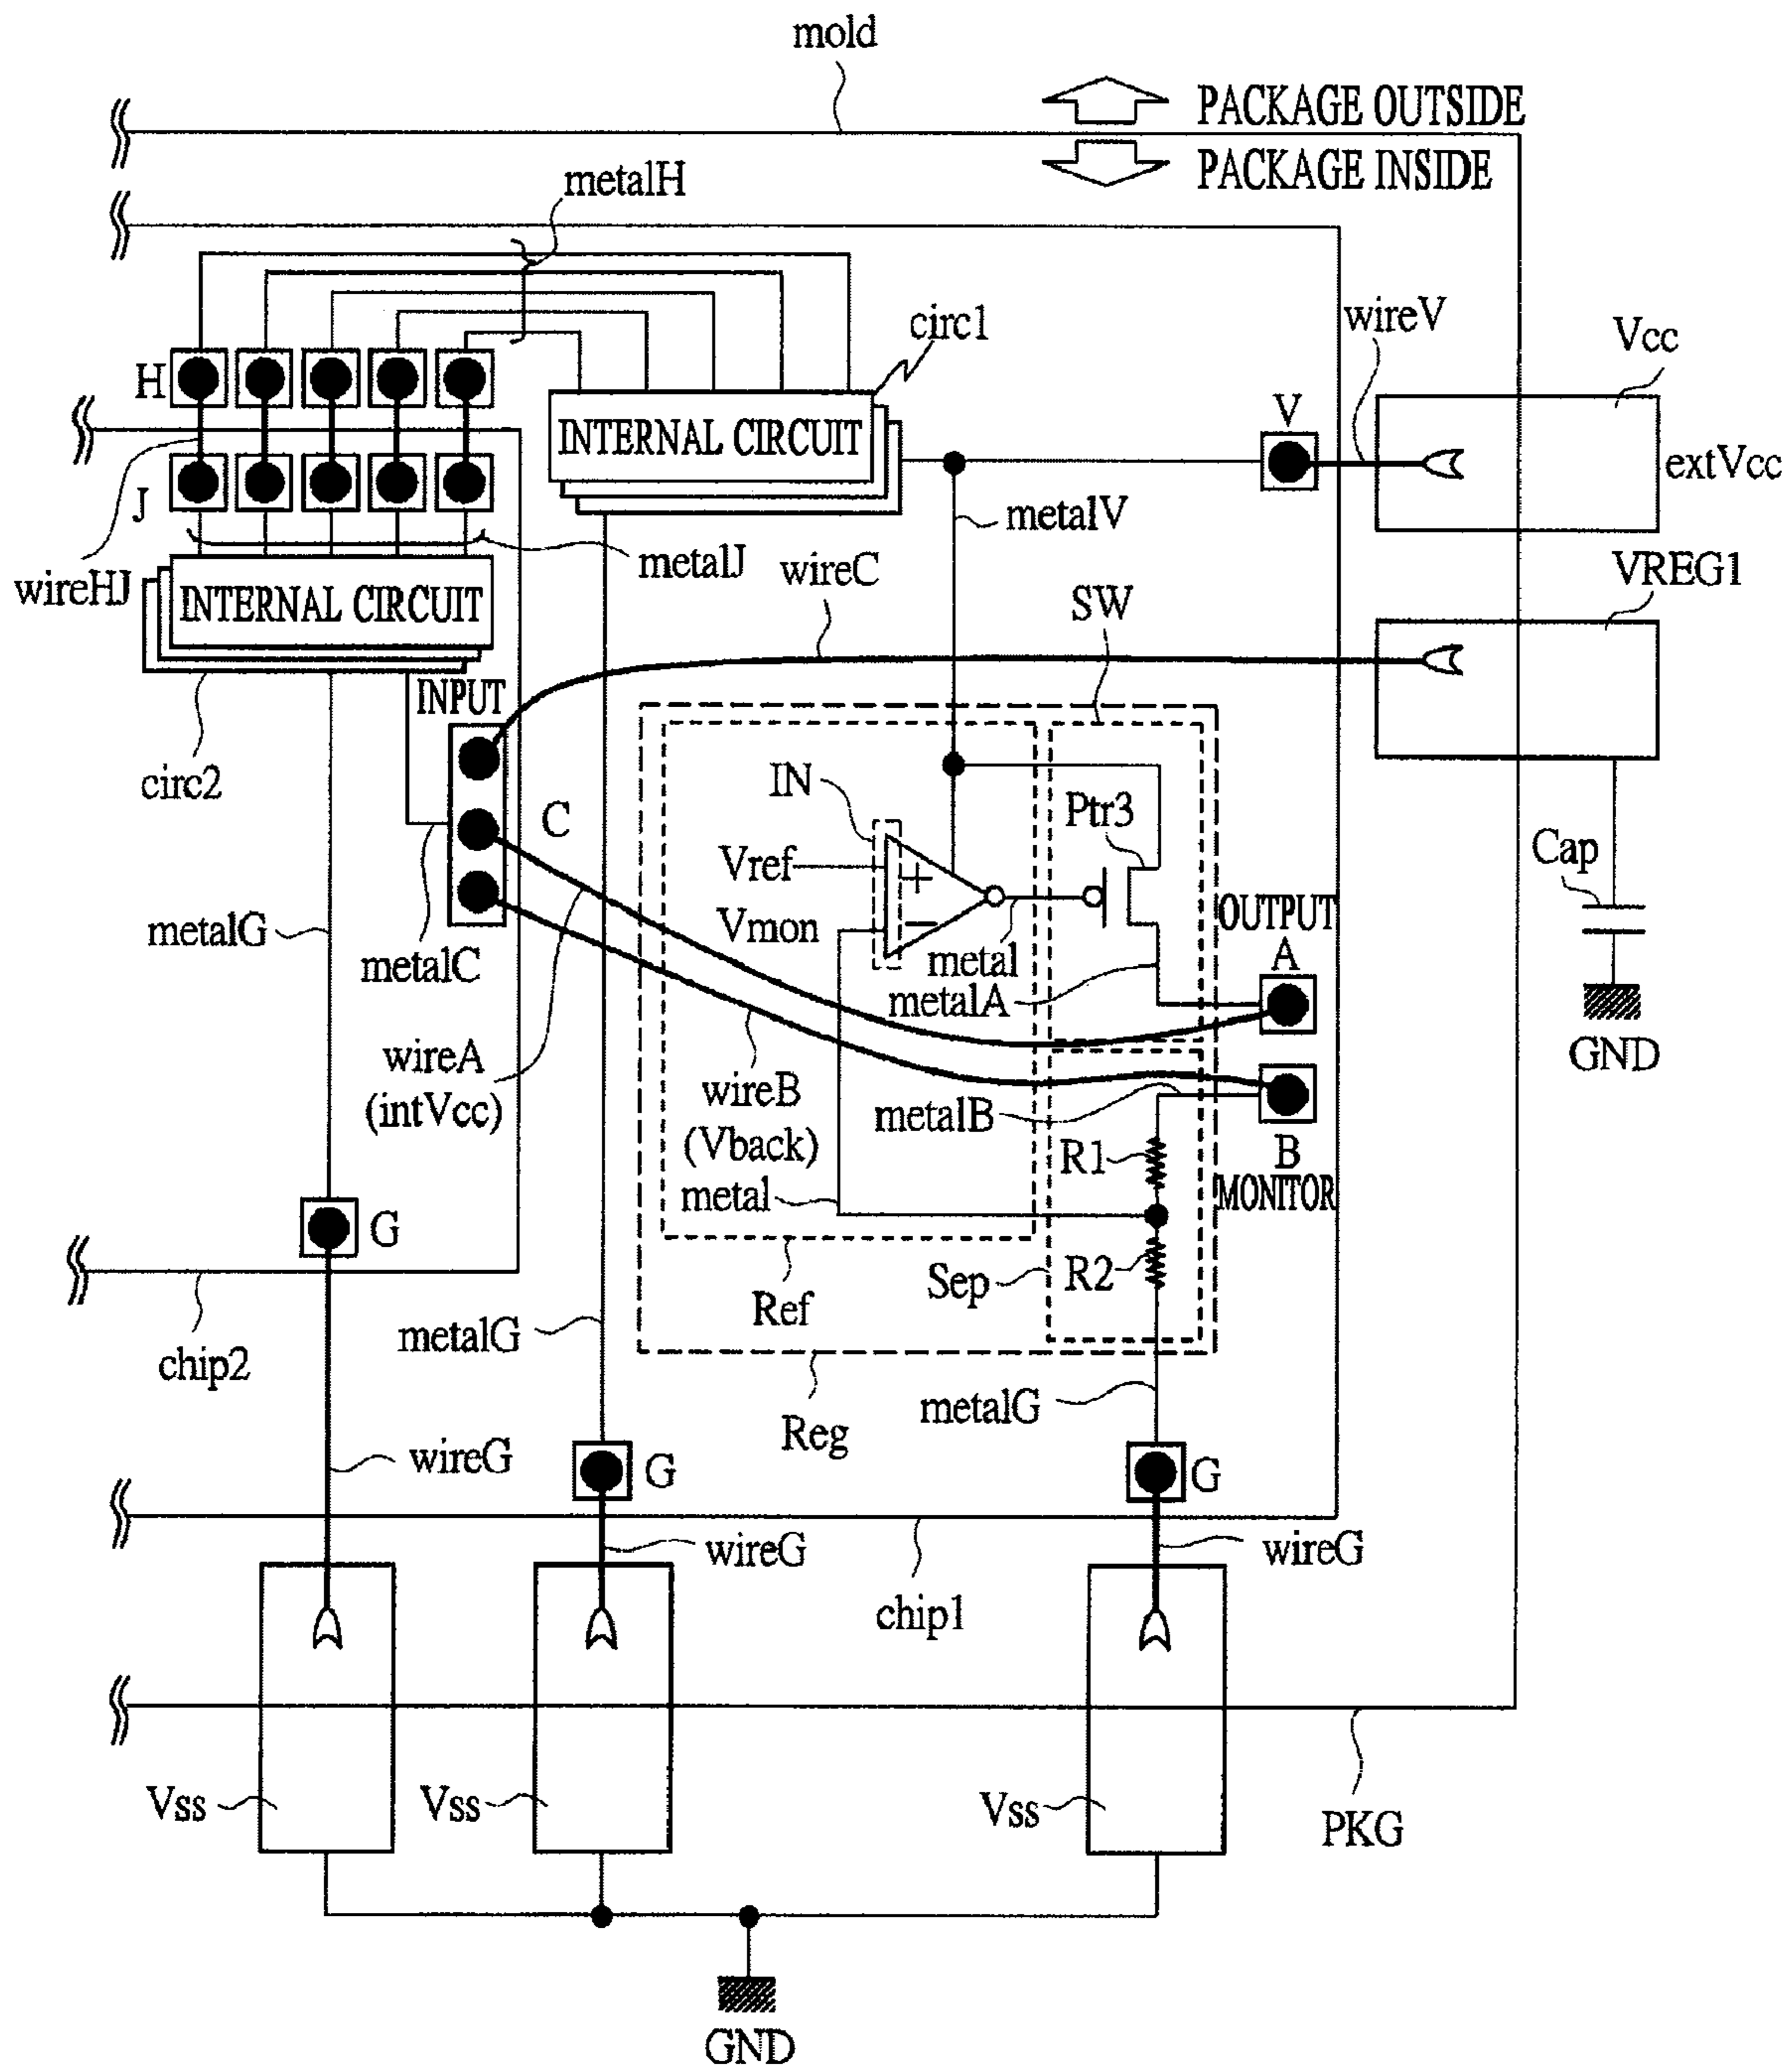 mold
PACKAGE OUTSIDE
PACKAGE INSIDE
metalH
circ1
wireV
Vcc
H
V
INTERNAL CIRCUIT
extVcc
J
metalV
metalJ
wireC
VREG1
wireHJ
INTERNAL CIRCUIT
SW
INPUT
circ2
IN
Ptr3
C
Cap
Vref
+
Vmon
−
OUTPUT
metalG
metalC
metal
A
metalA
GND
wireA
(intVcc)
wireB
(Vback)
metalB
R1
B
MONITOR
metal
G
Sep
R2
Ref
metalG
chip2
metalG
Reg
wireG
G
G
wireG
wireG
chip1
Vss
Vss
Vss
PKG
GND